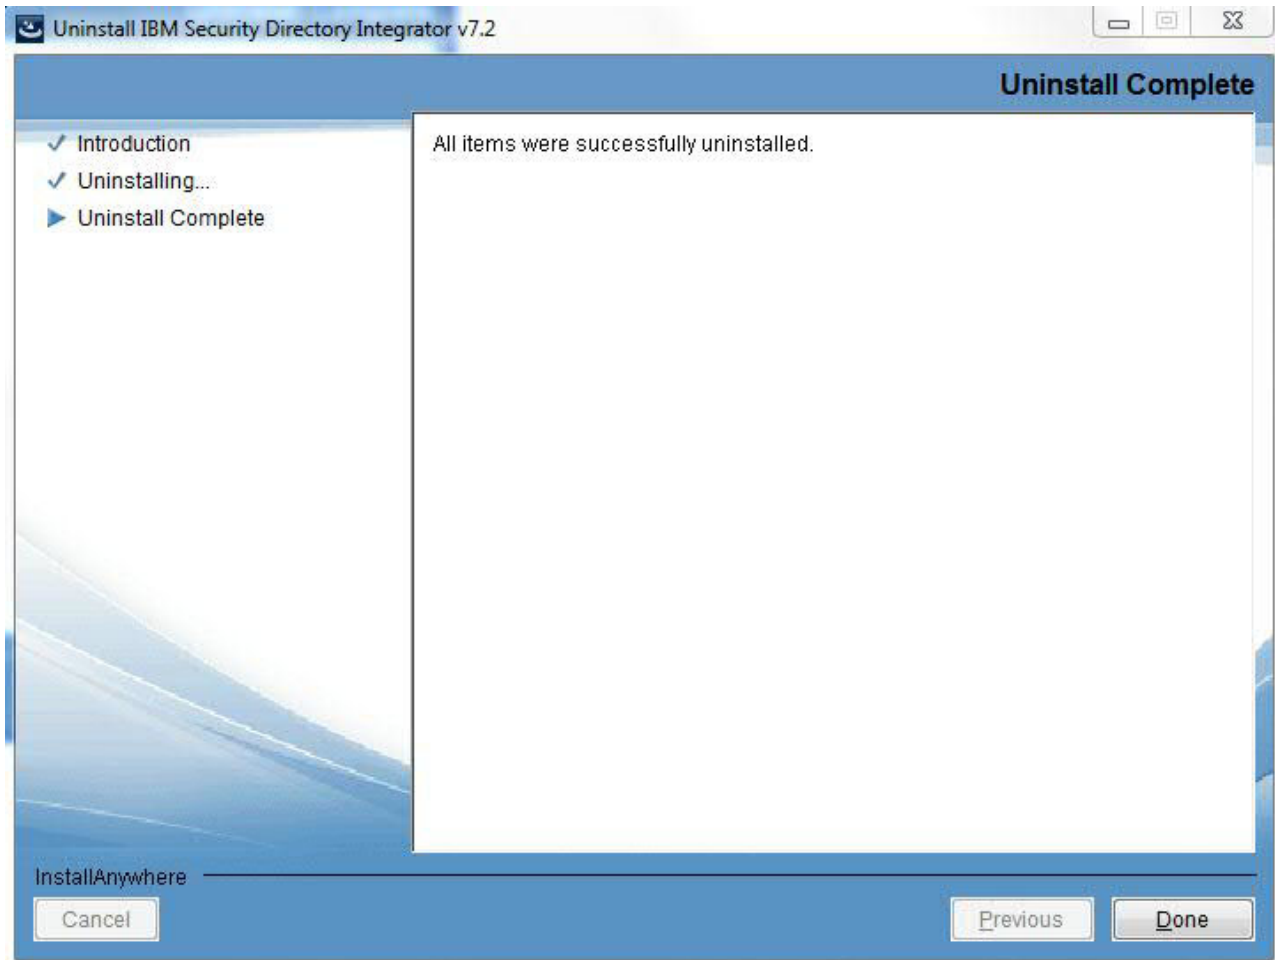 Uninstall IBM Security Directory Integrator v7.2
Uninstall Complete
Introduction
Uninstalling...
Uninstall Complete
All items were successfully uninstalled.
InstallAnywhere
Cancel
Previous
Done